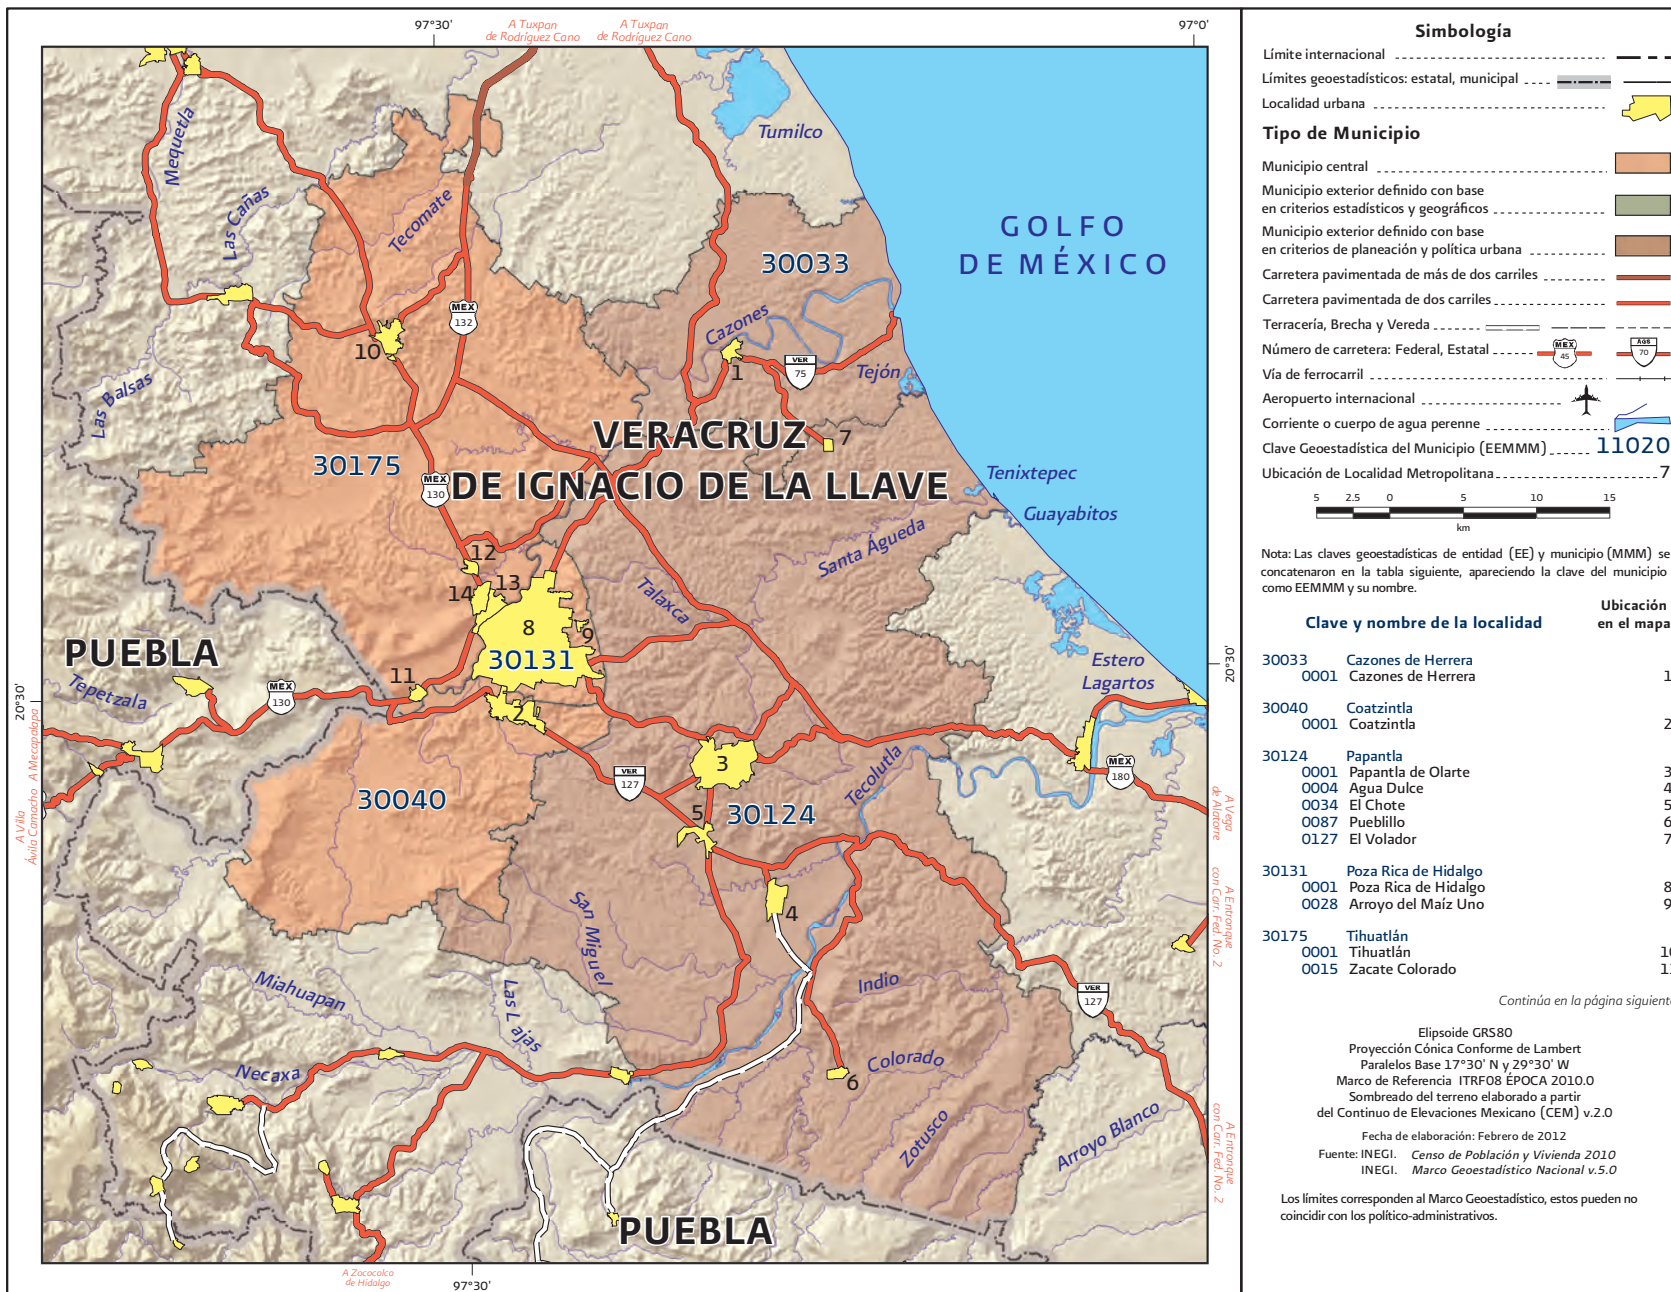 97°30'
A Tuxpan
de Rodríguez Cano
A Tuxpan
de Rodríguez Cano
97°0'
Mequetla
Las Cañas
Tecomate
Tumilco
GOLFO
DE MÉXICO
30033
Cazones
MEX
132
10
1
VER
75
Tejón
Las Balsas
7
VERACRUZ
DE IGNACIO DE LA LLAVE
30175
MEX
130
Tenixtepec
Guayabitos
Santa Águeda
12
13
14
Talaxca
8
9
30131
PUEBLA
Tepetzala
MEX
130
11
2
Estero
Lagartos
20°30'
20°30'
A Mecapalapa
A Villa
Ávila Camacho
30040
VER
127
3
Tecolutla
MEX
180
5
30124
A Vega
de Alatorre
4
San Miguel
A Entronque
con Carr. Fed. No. 2
Miahuapan
Las Lajas
Indio
VER
127
Necaxa
Colorado
6
Zotusco
Arroyo Blanco
A Entronque
con Carr. Fed. No. 2
PUEBLA
A Zozocolco
de Hidalgo
97°30'
Simbología
Límite internacional
Límites geoestadísticos: estatal, municipal
Localidad urbana
Tipo de Municipio
Municipio central
Municipio exterior definido con base
en criterios estadísticos y geográficos
Municipio exterior definido con base
en criterios de planeación y política urbana
Carretera pavimentada de más de dos carriles
Carretera pavimentada de dos carriles
Terracería, Brecha y Vereda
Número de carretera: Federal, Estatal
MEX
45
AGS
70
Vía de ferrocarril
Aeropuerto internacional
Corriente o cuerpo de agua perenne
Clave Geoestadística del Municipio (EEMMM) 11020
Ubicación de Localidad Metropolitana 7
5 2.5 0 5 10 15
km
Nota: Las claves geoestadísticas de entidad (EE) y municipio (MMM) se
concatenaron en la tabla siguiente, apareciendo la clave del municipio
como EEMMM y su nombre.
Clave y nombre de la localidad
Ubicación
en el mapa
30033 Cazones de Herrera
0001 Cazones de Herrera 1
30040 Coatzintla
0001 Coatzintla 2
30124 Papantla
0001 Papantla de Olarte 3
0004 Agua Dulce 4
0034 El Chote 5
0087 Pueblillo 6
0127 El Volador 7
30131 Poza Rica de Hidalgo
0001 Poza Rica de Hidalgo 8
0028 Arroyo del Maíz Uno 9
30175 Tihuatlán
0001 Tihuatlán 10
0015 Zacate Colorado 11
Continúa en la página siguiente
Elipsoide GRS80
Proyección Cónica Conforme de Lambert
Paralelos Base 17°30' N y 29°30' W
Marco de Referencia ITRF08 ÉPOCA 2010.0
Sombreado del terreno elaborado a partir
del Continuo de Elevaciones Mexicano (CEM) v.2.0
Fecha de elaboración: Febrero de 2012
Fuente: INEGI. Censo de Población y Vivienda 2010
INEGI. Marco Geoestadístico Nacional v.5.0
Los límites corresponden al Marco Geoestadístico, estos pueden no
coincidir con los político-administrativos.